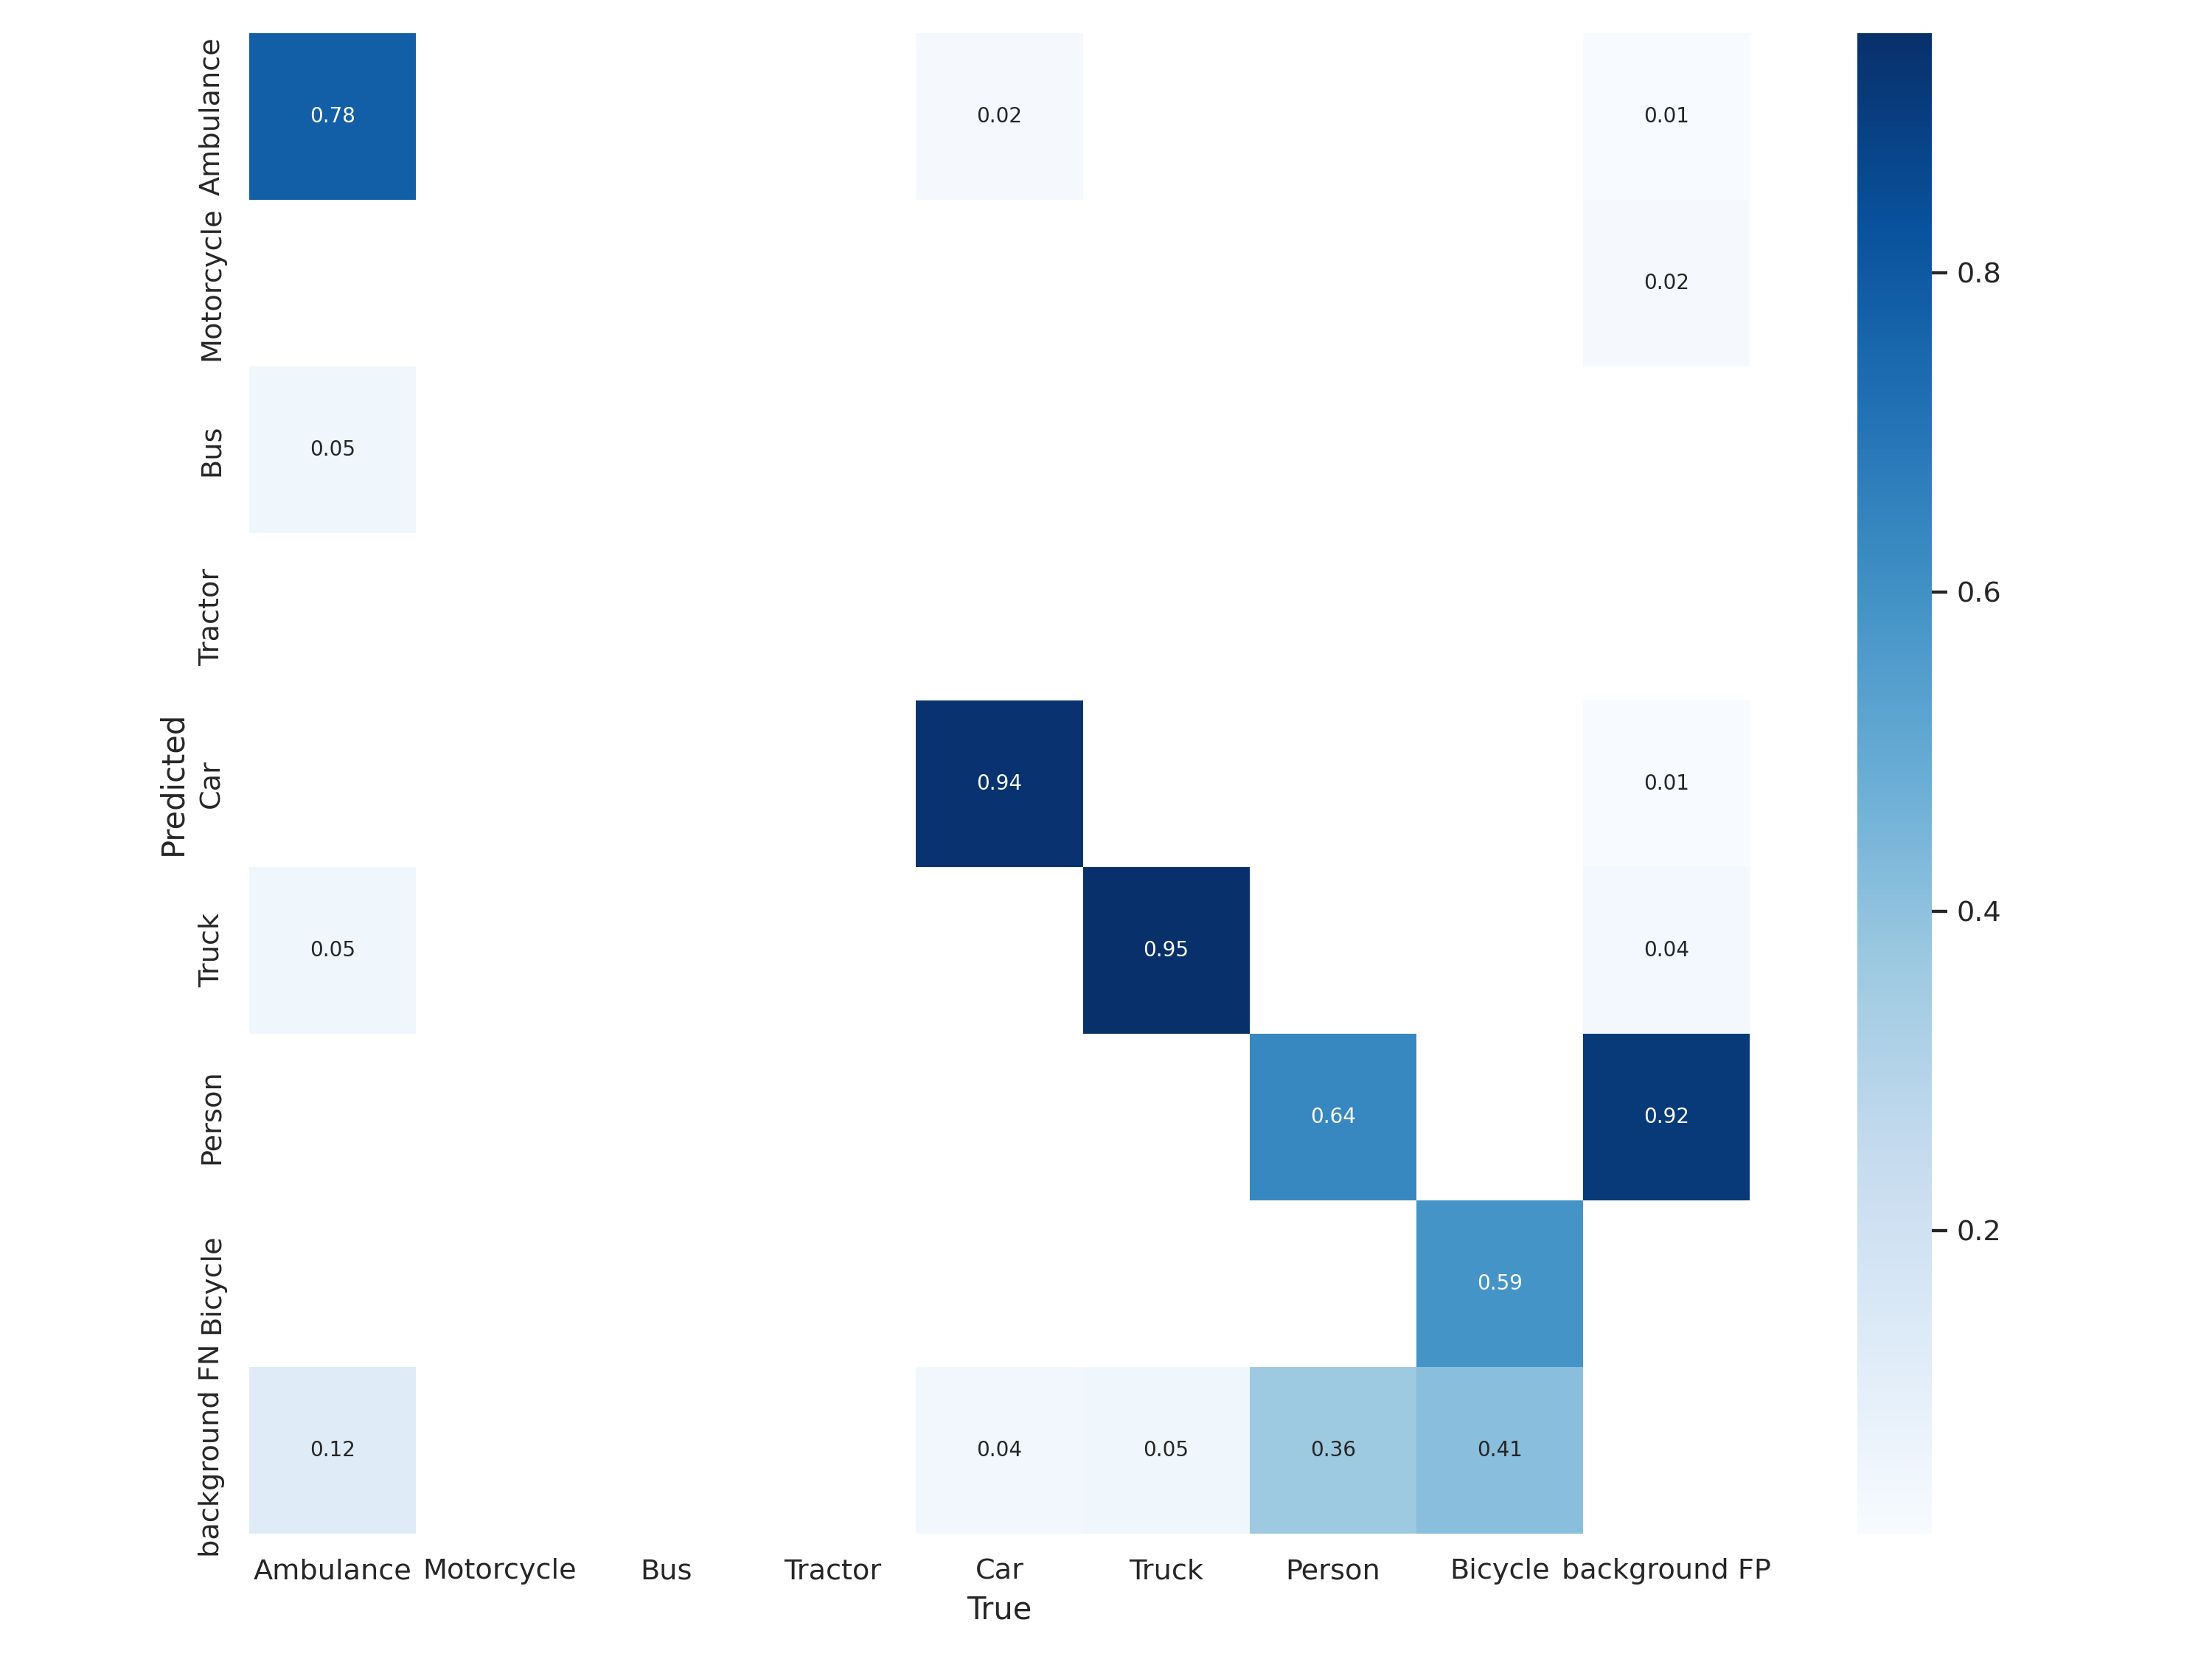 Ambulance
0.78
0.02
0.01
Motorcycle
0.02
0.8
Bus
0.05
Tractor
0.6
Predicted
Car
0.94
0.01
Truck
0.05
0.95
0.04
0.4
Person
0.64
0.92
Bicycle
0.59
0.2
background FN
0.12
0.04
0.05
0.36
0.41
Ambulance Motorcycle Bus Tractor Car Truck Person Bicycle background FP
True